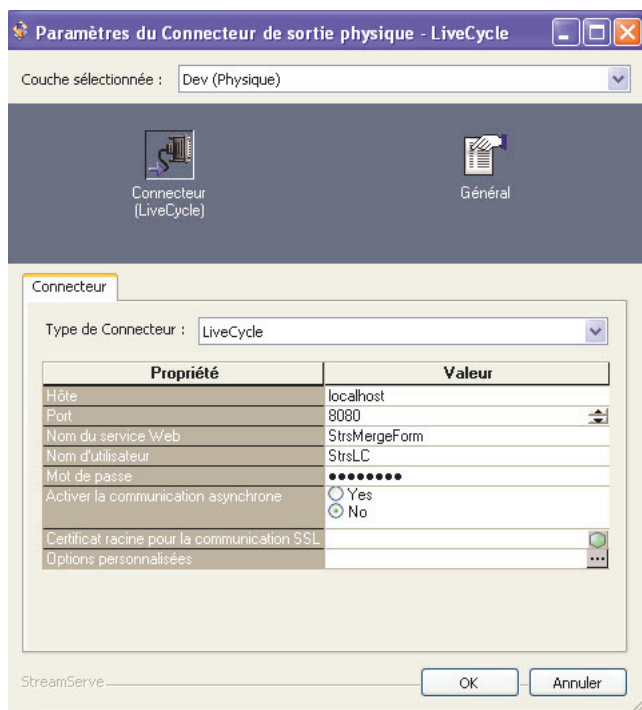 Paramètres du Connecteur de sortie physique - LiveCycle
Couche sélectionnée : Dev (Physique)
Connecteur
(LiveCycle)
Général
Connecteur
Type de Connecteur : LiveCycle
Propriété Valeur
Hôte localhost
Port 8080
Nom du service Web StrsMergeForm
Nom d'utilisateur StrsLC
Mot de passe ••••••••
Activer la communication asynchrone Yes
No
Certificat racine pour la communication SSL
Options personnalisées ...
StreamServe
OK
Annuler